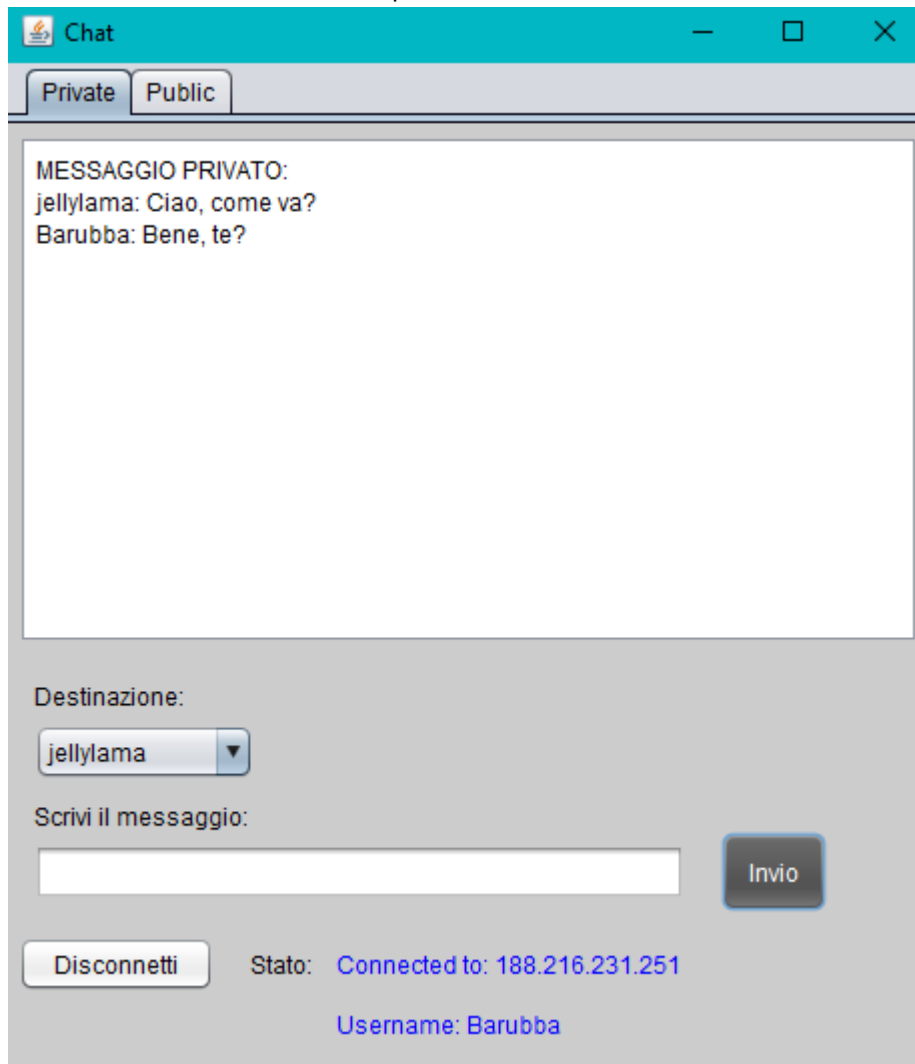 Chat
Private Public
MESSAGGIO PRIVATO:
jellylama: Ciao, come va?
Barubba: Bene, te?
Destinazione:
jellylama
Scrivi il messaggio:
Invio
Disconnetti Stato: Connected to: 188.216.231.251
Username: Barubba